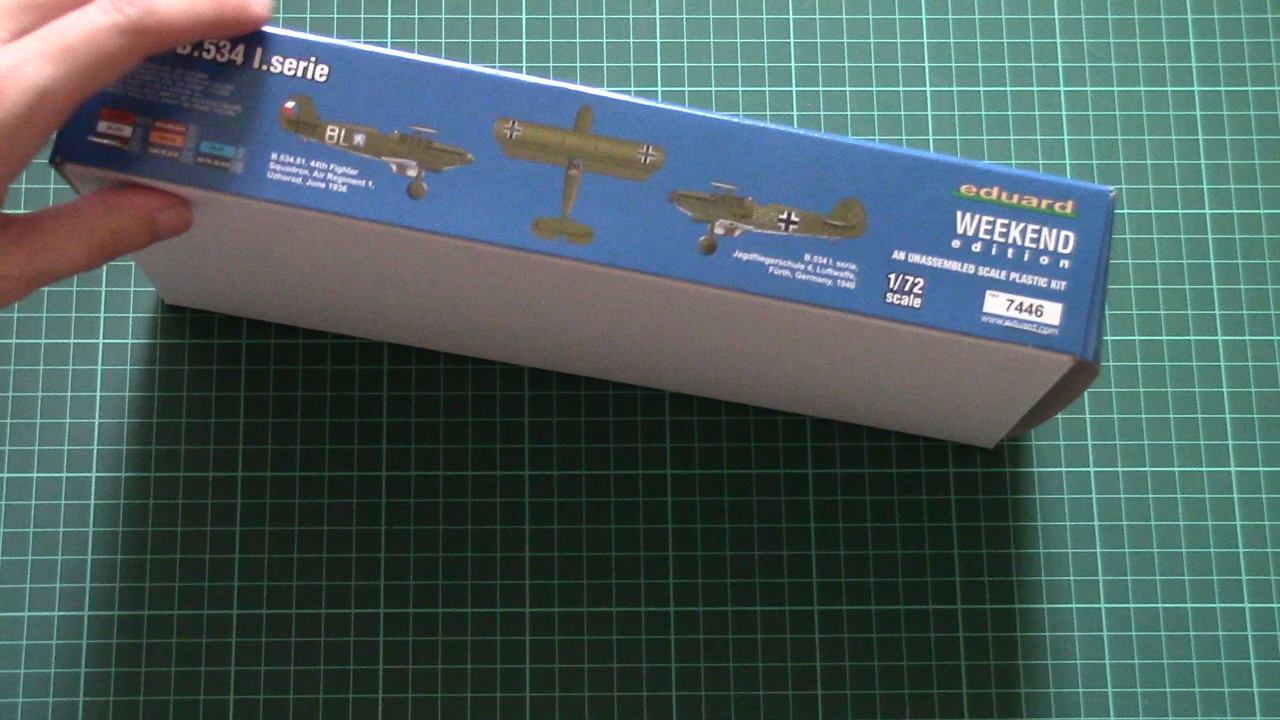 B.534 I.serie
BL
B.534.81, 44th Fighter
Squadron, Air Regiment 1,
Uzhorod, June 1938
B.534 I. serie,
Jagdfliegerschule 4, Luftwaffe,
Fürth, Germany, 1940
eduard
WEEKEND
edition
AN UNASSEMBLED SCALE PLASTIC KIT
1/72
scale
7446
www.eduard.com